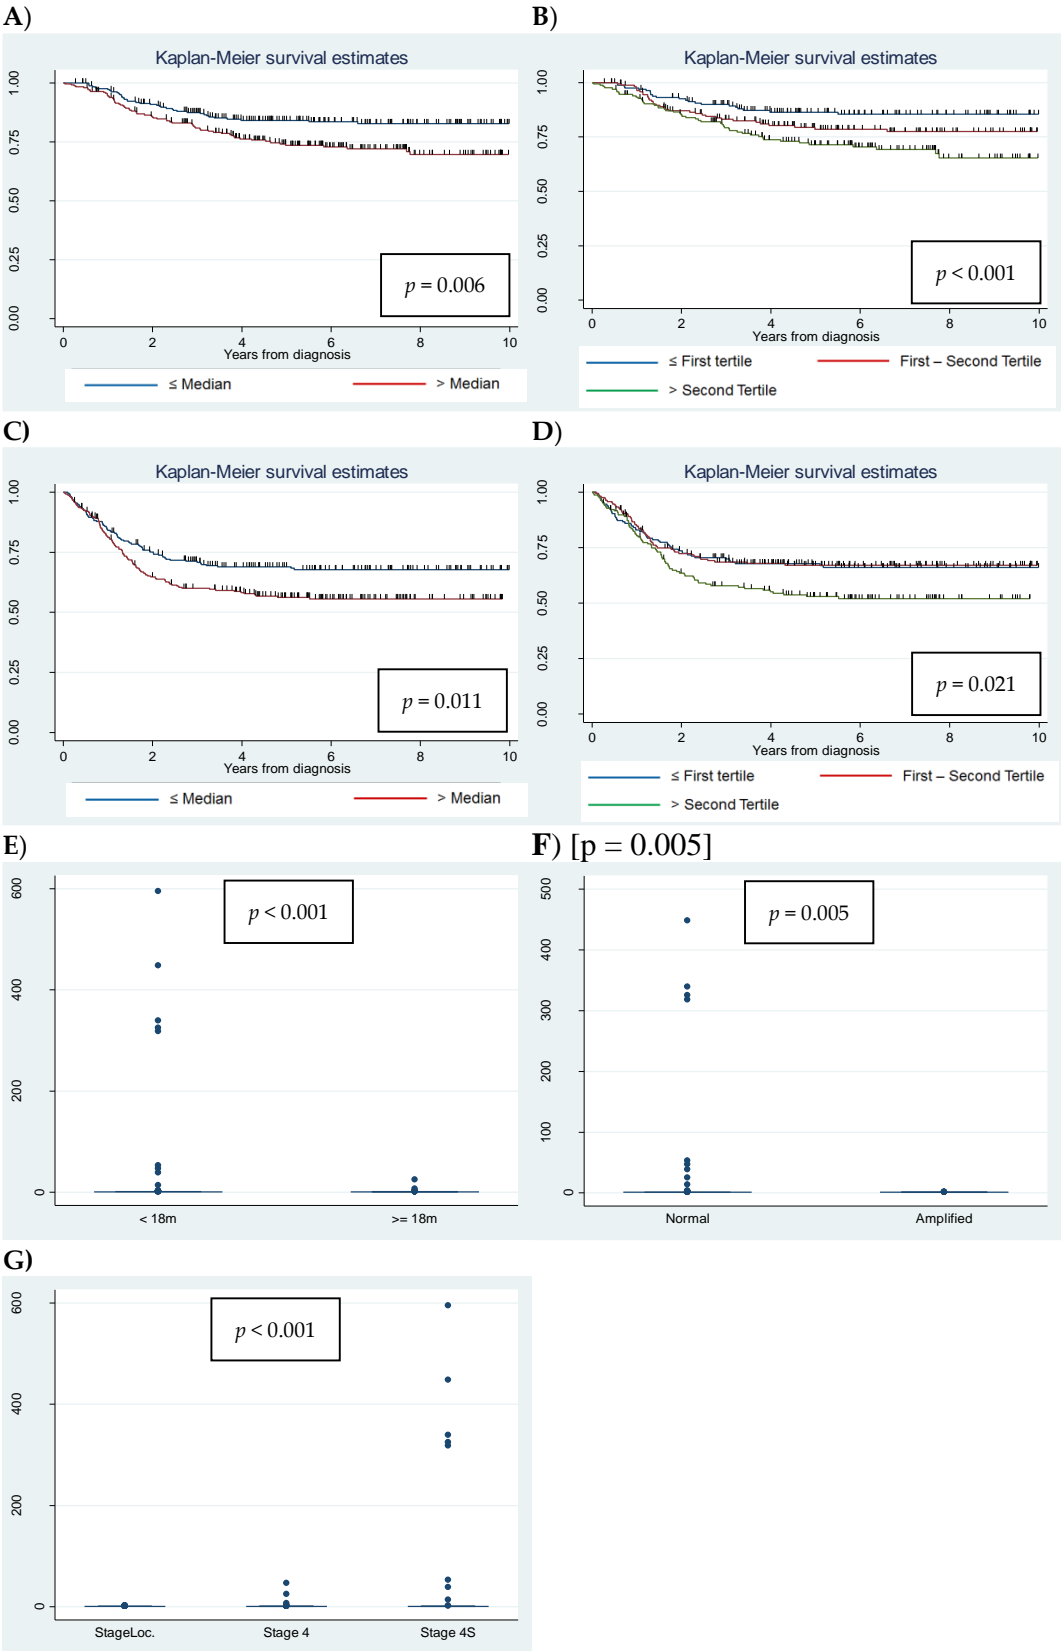 A)
Kaplan-Meier survival estimates
1.00
0.75
0.50
0.25
0.00
p = 0.006
0 2 4 6 8 10
Years from diagnosis
≤ Median > Median
B)
Kaplan-Meier survival estimates
1.00
0.75
0.50
0.25
0.00
p < 0.001
0 2 4 6 8 10
Years from diagnosis
≤ First tertile First – Second Tertile
> Second Tertile
C)
Kaplan-Meier survival estimates
1.00
0.75
0.50
0.25
0.00
p = 0.011
0 2 4 6 8 10
Years from diagnosis
≤ Median > Median
D)
Kaplan-Meier survival estimates
1.00
0.75
0.50
0.25
0.00
p = 0.021
0 2 4 6 8 10
Years from diagnosis
≤ First tertile First – Second Tertile
> Second Tertile
E)
600
400
200
0
p < 0.001
< 18m >= 18m
F) [p = 0.005]
500
400
300
200
100
0
p = 0.005
Normal Amplified
G)
600
400
200
0
p < 0.001
StageLoc. Stage 4 Stage 4S